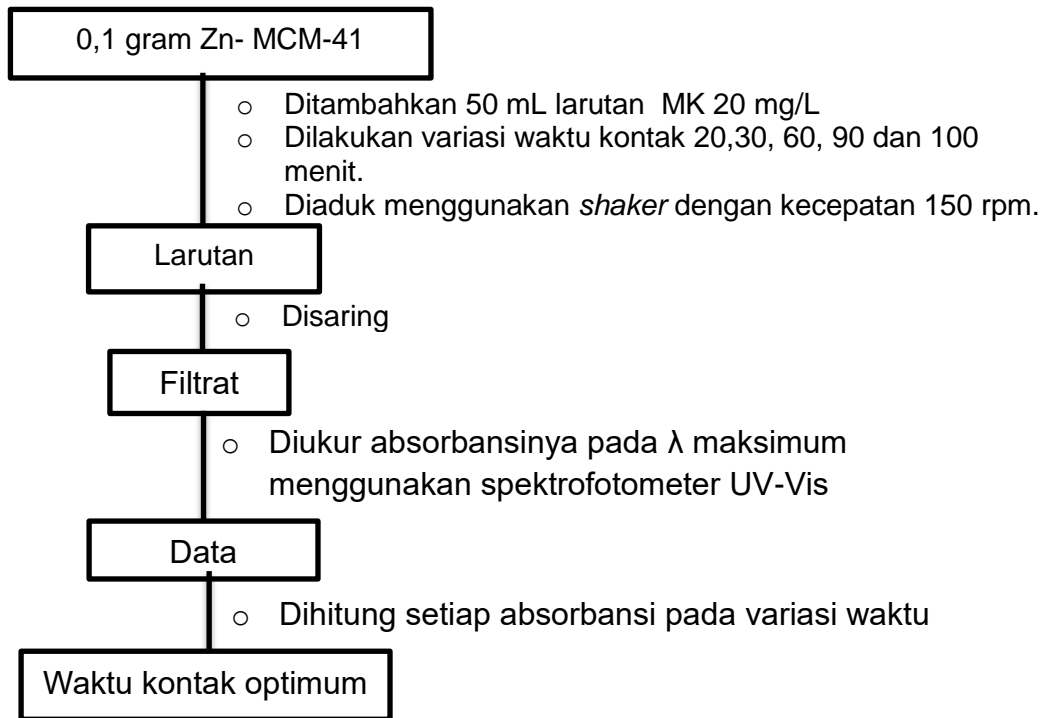 0,1 gram Zn- MCM-41
○ Ditambahkan 50 mL larutan MK 20 mg/L
○ Dilakukan variasi waktu kontak 20,30, 60, 90 dan 100
menit.
○ Diaduk menggunakan shaker dengan kecepatan 150 rpm.
Larutan
○ Disaring
Filtrat
○ Diukur absorbansinya pada λ maksimum
menggunakan spektrofotometer UV-Vis
Data
○ Dihitung setiap absorbansi pada variasi waktu
Waktu kontak optimum